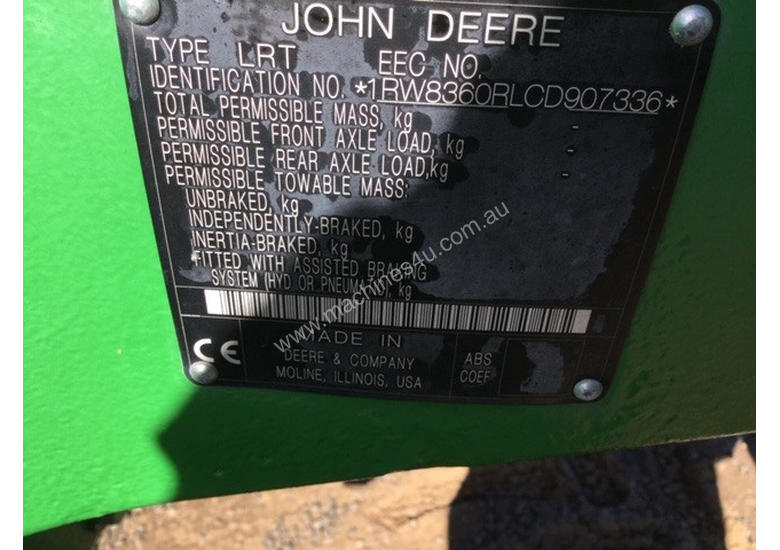 JOHN DEERE
TYPE LRT EEC NO.
IDENTIFICATION NO. *1RW8360RLCD907336*
TOTAL PERMISSIBLE MASS, kg -
PERMISSIBLE FRONT AXLE LOAD, kg -
PERMISSIBLE REAR AXLE LOAD,kg -
PERMISSIBLE TOWABLE MASS:
UNBRAKED, kg
INDEPENDENTLY-BRAKED, kg
INERTIA-BRAKED, kg
FITTED WITH ASSISTED BRAKING
SYSTEM (HYD OR PNEUMATIC), kg
www.machines4u.com.au
CE
MADE IN
DEERE & COMPANY
MOLINE, ILLINOIS, USA
ABS
COEF